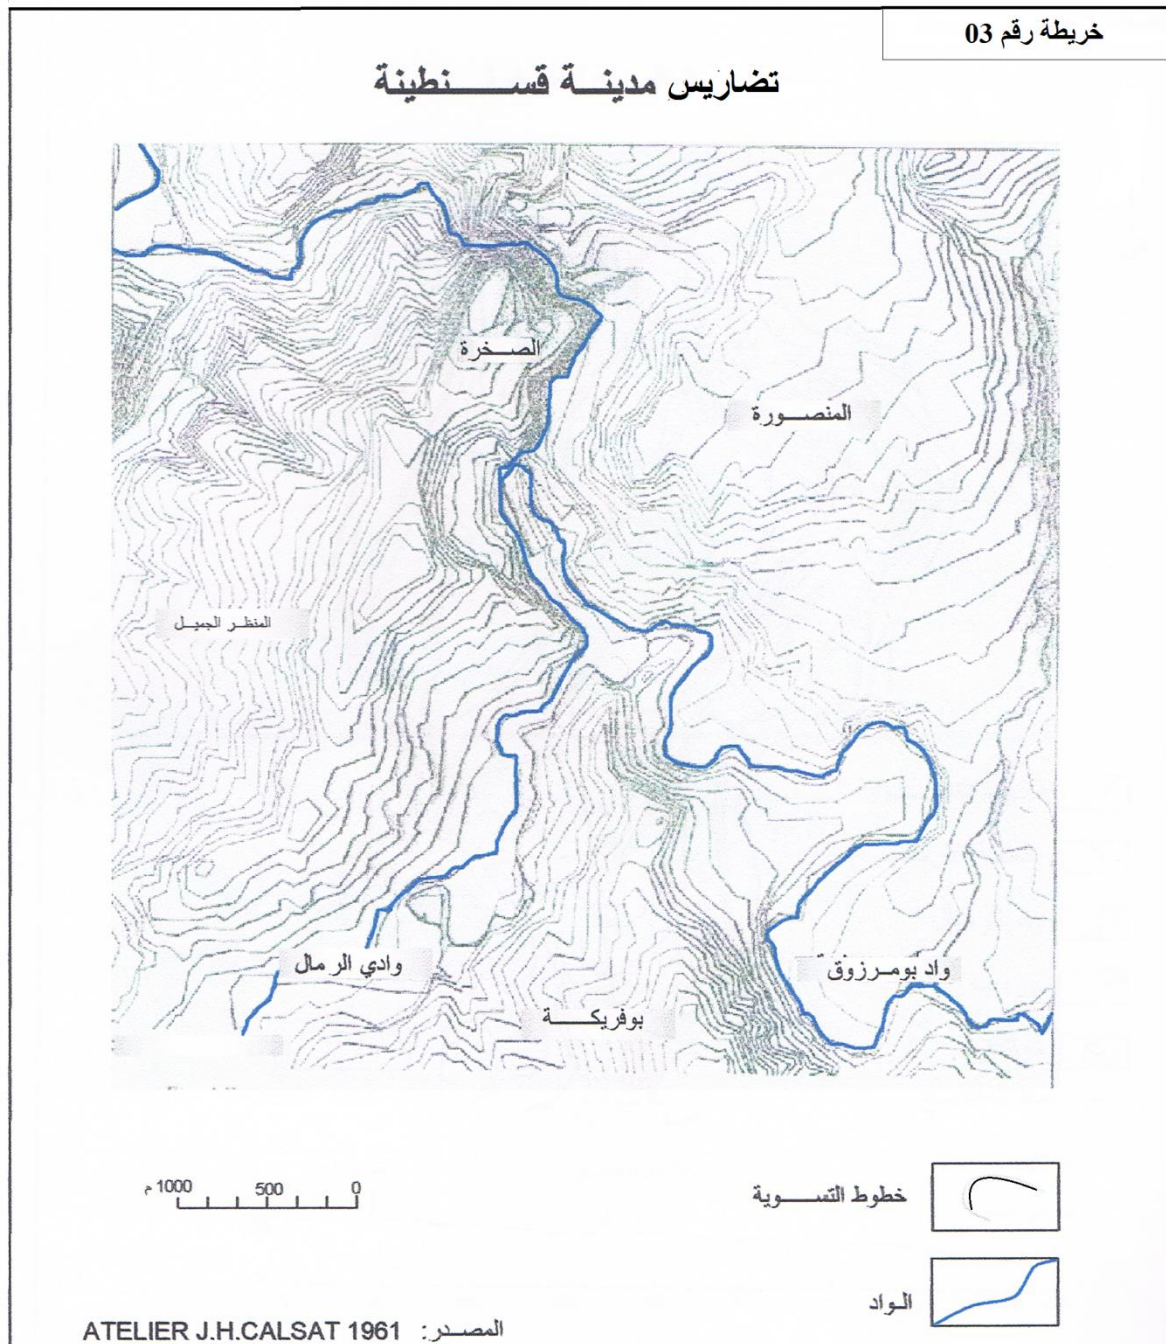 خريطة رقم 03
تضاريس مدينة قسنطينة
الصخرة
المنصورة
المنظر الجميل
وادي الرمال
واد بومرزوق
بوفريكة
0 500 1000 م
خطوط التسوية
الواد
المصدر: ATELIER J.H.CALSAT 1961